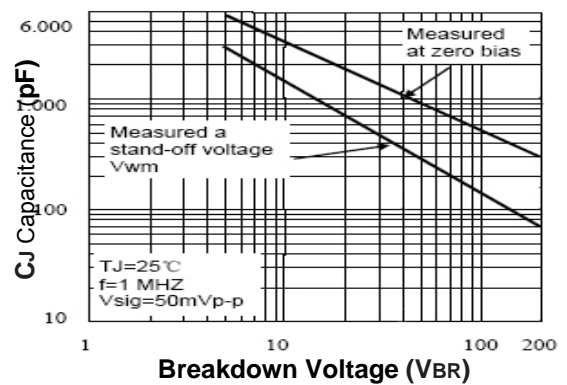 6.000
1.000
100
10
CJ Capacitance (pF)
Measured
at zero bias
Measured a
stand-off voltage
Vwm
TJ=25℃
f=1 MHZ
Vsig=50mVp-p
1
10
100
200
Breakdown Voltage (VBR)